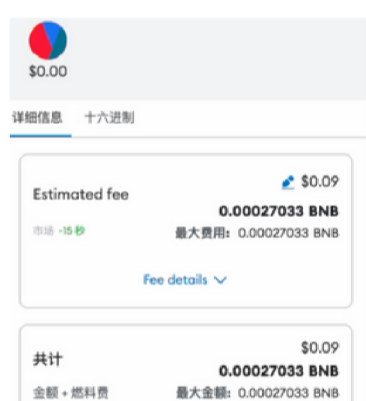 $0.00
详细信息 十六进制
$0.09
Estimated fee
0.00027033 BNB
市场 ~15 秒
最大费用: 0.00027033 BNB
Fee details
$0.09
共计
0.00027033 BNB
金额 + 燃料费
最大金额: 0.00027033 BNB